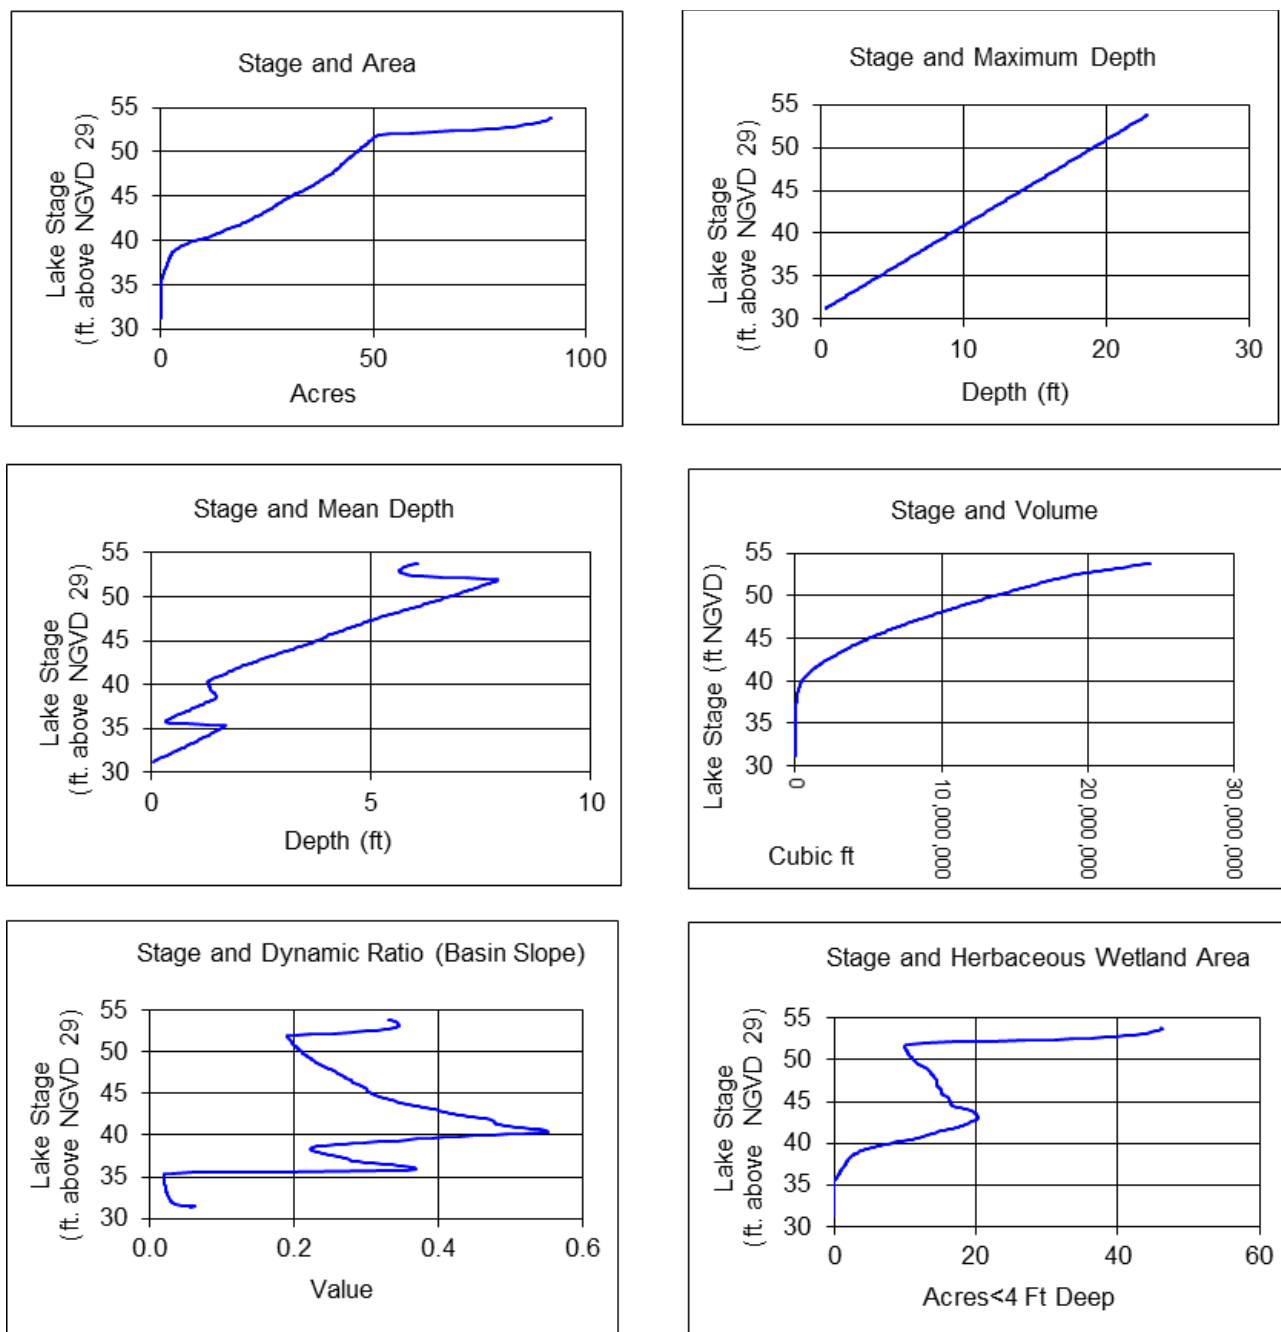 Stage and Area
Lake Stage
(ft. above NGVD 29)
55
50
45
40
35
30
0
50
100
Acres
Stage and Maximum Depth
Lake Stage
(ft. above NGVD 29)
55
50
45
40
35
30
0
10
20
30
Depth (ft)
Stage and Mean Depth
Lake Stage
(ft. above NGVD 29)
55
50
45
40
35
30
0
5
10
Depth (ft)
Stage and Volume
Lake Stage (ft NGVD)
55
50
45
40
35
30
0
10,000,000
20,000,000
30,000,000
Cubic ft
Stage and Dynamic Ratio (Basin Slope)
Lake Stage
(ft. above NGVD 29)
55
50
45
40
35
30
0.0
0.2
0.4
0.6
Value
Stage and Herbaceous Wetland Area
Lake Stage
(ft. above NGVD 29)
55
50
45
40
35
30
0
20
40
60
Acres<4 Ft Deep